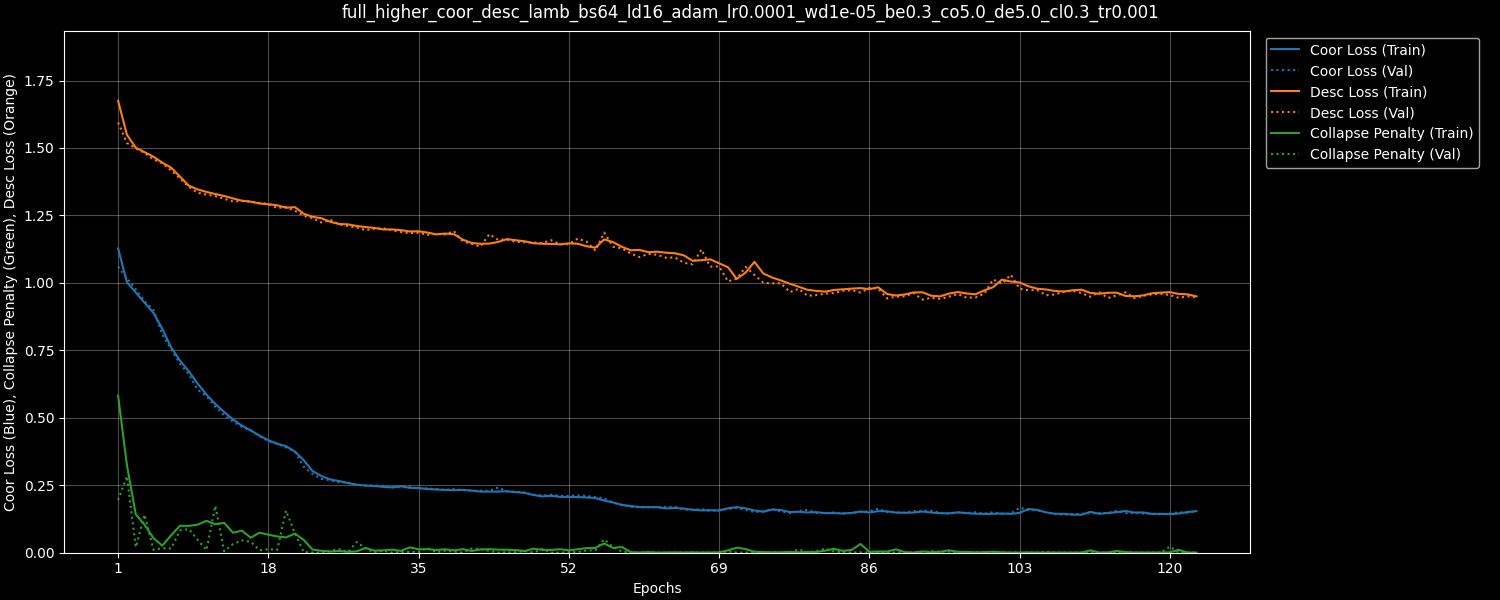 full_higher_coor_desc_lamb_bs64_ld16_adam_lr0.0001_wd1e-05_be0.3_co5.0_de5.0_cl0.3_tr0.001
Coor Loss (Blue), Collapse Penalty (Green), Desc Loss (Orange)
1.75
1.50
1.25
1.00
0.75
0.50
0.25
0.00
1 18 35 52 69 86 103 120
Epochs
Coor Loss (Train)
Coor Loss (Val)
Desc Loss (Train)
Desc Loss (Val)
Collapse Penalty (Train)
Collapse Penalty (Val)